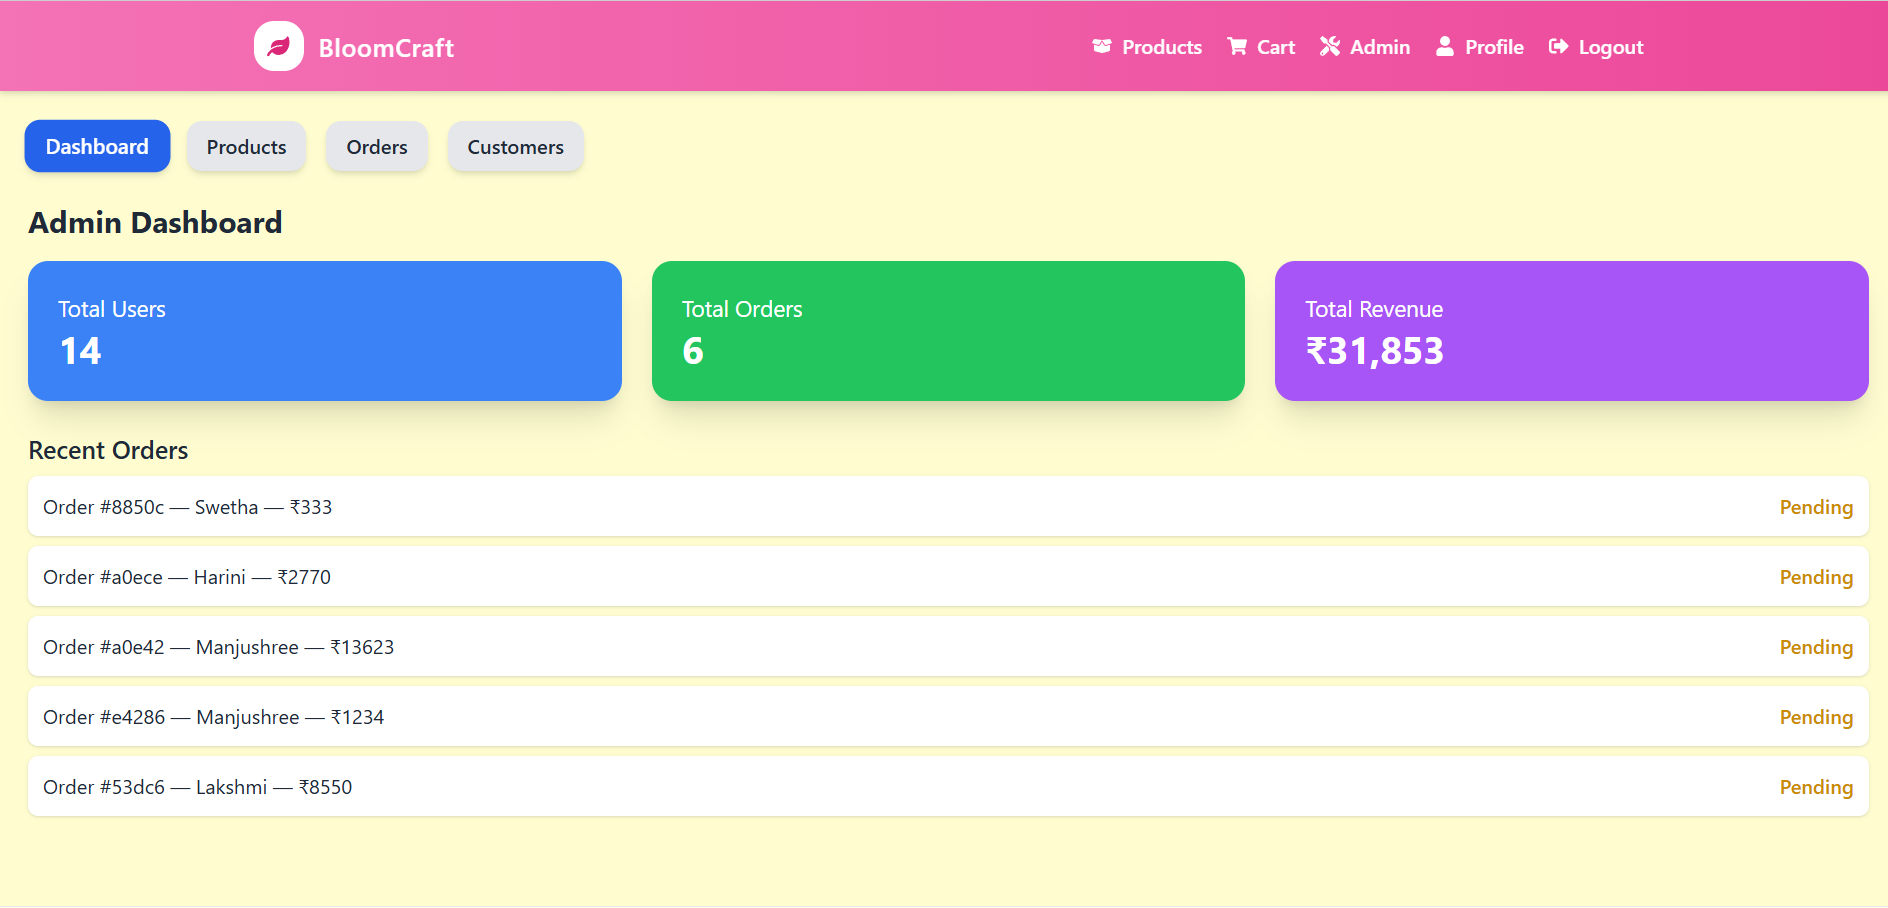 BloomCraft Products Cart Admin Profile Logout
Dashboard Products Orders Customers
Admin Dashboard
Total Users Total Orders Total Revenue
14 6 ₹31,853
Recent Orders
Order #8850c — Swetha — ₹333 Pending
Order #a0ece — Harini — ₹2770 Pending
Order #a0e42 — Manjushree — ₹13623 Pending
Order #e4286 — Manjushree — ₹1234 Pending
Order #53dc6 — Lakshmi — ₹8550 Pending